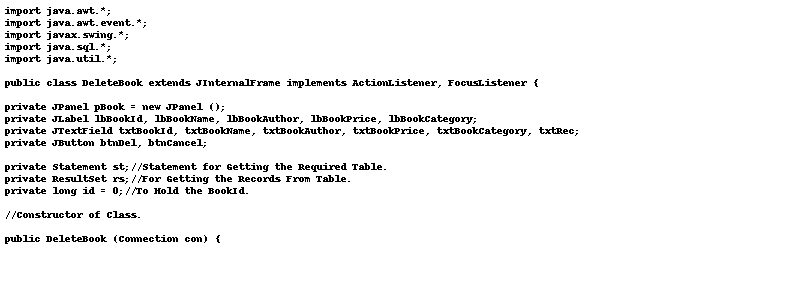 import java.awt.*;
import java.awt.event.*;
import javax.swing.*;
import java.sql.*;
import java.util.*;
public class DeleteBook extends JInternalFrame implements ActionListener, FocusListener {
private JPanel pBook = new JPanel ();
private JLabel lbBookId, lbBookName, lbBookAuthor, lbBookPrice, lbBookCategory;
private JTextField txtBookId, txtBookName, txtBookAuthor, txtBookPrice, txtBookCategory, txtRec;
private JButton btnDel, btnCancel;
private Statement st;//Statement for Getting the Required Table.
private ResultSet rs;//For Getting the Records From Table.
private long id = 0;//To Hold the BookId.
//Constructor of Class.
public DeleteBook (Connection con) {